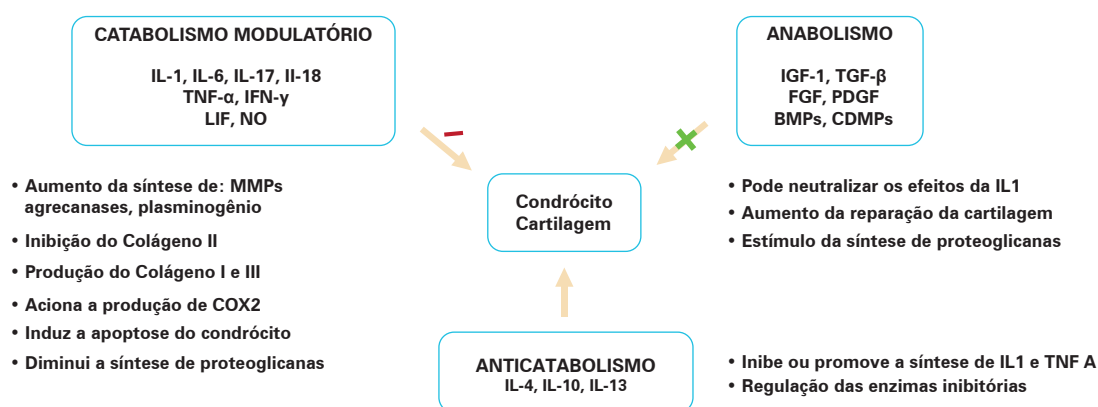 CATABOLISMO MODULATÓRIO
IL-1, IL-6, IL-17, Il-18
TNF-α, IFN-γ
LIF, NO
ANABOLISMO
IGF-1, TGF-β
FGF, PDGF
BMPs, CDMPs
• Aumento da síntese de: MMPs
agrecanases, plasminogênio
• Inibição do Colágeno II
• Produção do Colágeno I e III
• Aciona a produção de COX2
• Induz a apoptose do condrócito
• Diminui a síntese de proteoglicanas
Condrócito
Cartilagem
• Pode neutralizar os efeitos da IL1
• Aumento da reparação da cartilagem
• Estímulo da síntese de proteoglicanas
ANTICATABOLISMO
IL-4, IL-10, IL-13
• Inibe ou promove a síntese de IL1 e TNF A
• Regulação das enzimas inibitórias